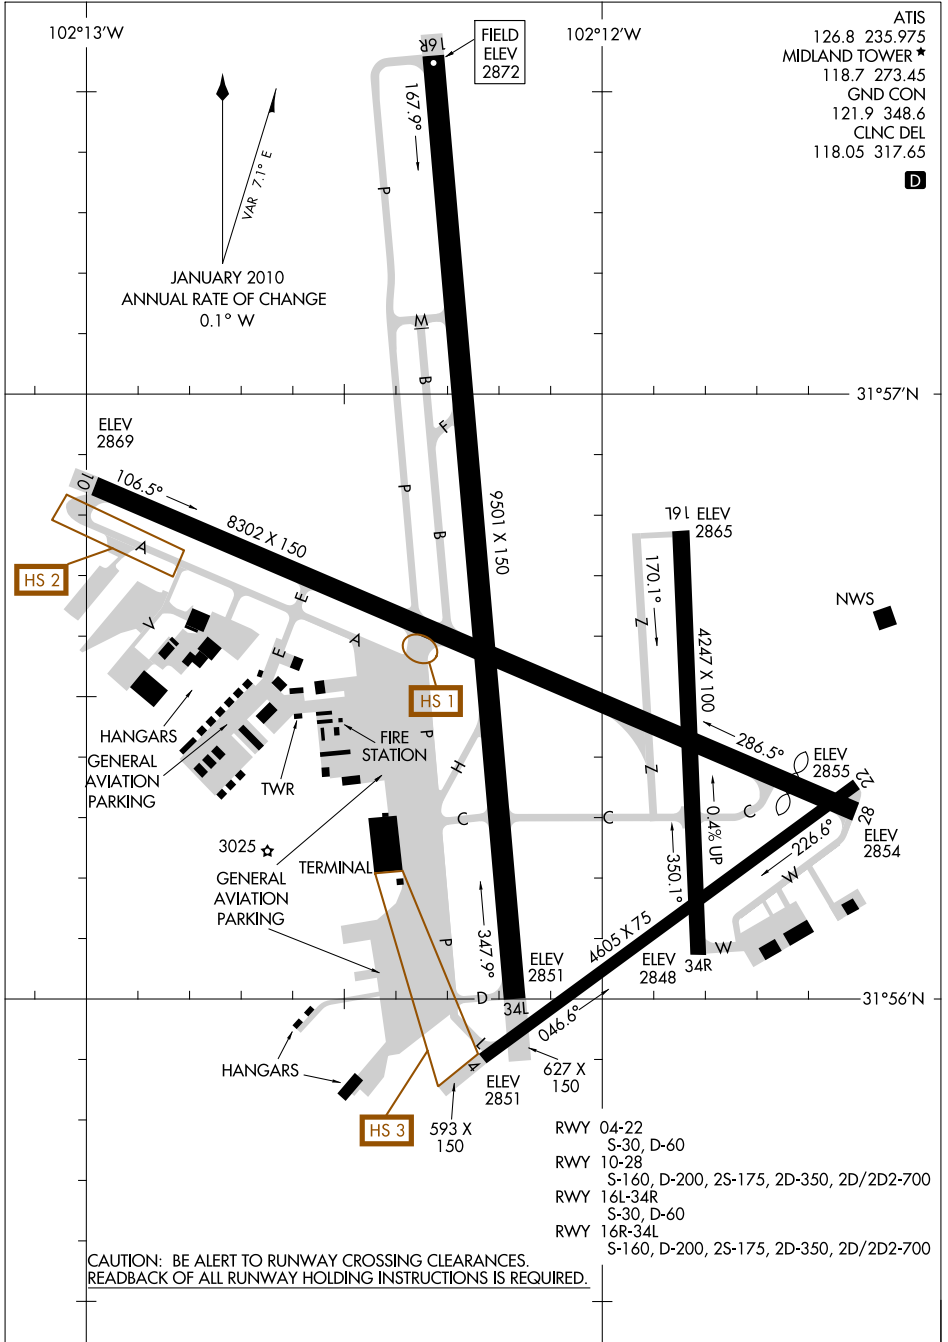 102°13'W
102°12'W
ATIS
126.8 235.975
MIDLAND TOWER ★
118.7 273.45
GND CON
121.9 348.6
CLNC DEL
118.05 317.65
D
FIELD
ELEV
2872
16R
167.9°
VAR 7.1° E
JANUARY 2010
ANNUAL RATE OF CHANGE
0.1° W
P
M
B
F
31°57'N
ELEV
2869
10
106.5°
8302 X 150
9501 X 150
P
B
16L
ELEV
2865
170.1°
4247 X 100
NWS
A
HS 2
V
E
E
A
HS 1
Z
Z
HANGARS
GENERAL
AVIATION
PARKING
TWR
FIRE
STATION
P
H
286.5°
ELEV
2855
22
28
ELEV
2854
C
C
C
0.4% UP
350.1°
226.6°
W
W
3025
TERMINAL
GENERAL
AVIATION
PARKING
P
347.9°
4605 X 75
ELEV
2851
ELEV
2848
34R
D
34L
046.6°
31°56'N
L
4
ELEV
2851
627 X
150
HANGARS
HS 3
593 X
150
RWY 04-22
S-30, D-60
RWY 10-28
S-160, D-200, 2S-175, 2D-350, 2D/2D2-700
RWY 16L-34R
S-30, D-60
RWY 16R-34L
S-160, D-200, 2S-175, 2D-350, 2D/2D2-700
CAUTION: BE ALERT TO RUNWAY CROSSING CLEARANCES.
READBACK OF ALL RUNWAY HOLDING INSTRUCTIONS IS REQUIRED.